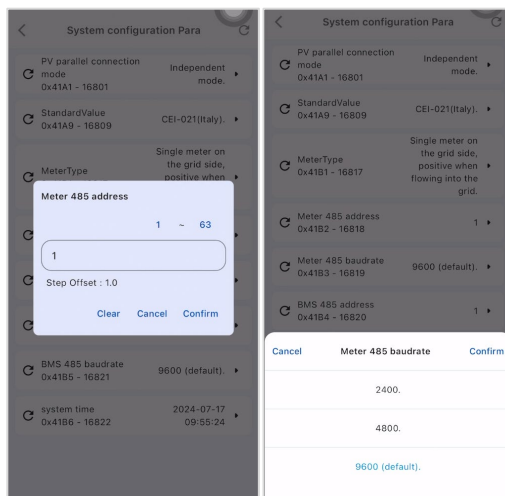 System configuration Para
PV parallel connection
mode
0x41A1 - 16801
Independent
mode.
StandardValue
0x41A9 - 16809
CEI-021(Italy).
MeterType
Single meter on
the grid side,
positive when
Meter 485 address
1 ~ 63
1
Step Offset : 1.0
Clear Cancel Confirm
BMS 485 baudrate
0x41B5 - 16821
9600 (default).
system time
0x41B6 - 16822
2024-07-17
09:55:24
System configuration Para
PV parallel connection
mode
0x41A1 - 16801
Independent
mode.
StandardValue
0x41A9 - 16809
CEI-021(Italy).
MeterType
0x41B1 - 16817
Single meter on
the grid side,
positive when
flowing into the
grid.
Meter 485 address
0x41B2 - 16818
1
Meter 485 baudrate
0x41B3 - 16819
9600 (default).
BMS 485 address
0x41B4 - 16820
1
Cancel Meter 485 baudrate Confirm
2400.
4800.
9600 (default).